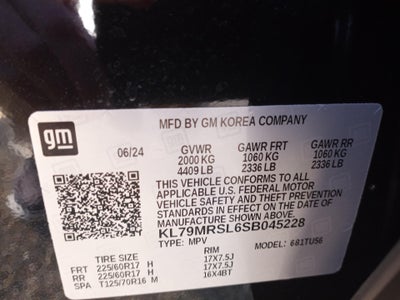 gm
MFD BY GM KOREA COMPANY
06/24 GVWR GAWR FRT GAWR RR
2000 KG 1060 KG 1060 KG
4409 LB 2336 LB 2336 LB
THIS VEHICLE CONFORMS TO ALL
APPLICABLE U.S. FEDERAL MOTOR
VEHICLE SAFETY AND THEFT PREVENTION
STANDARDS IN EFFECT ON THE DATE OF
MANUFACTURE SHOWN ABOVE.
KL79MRSL6SB045228
TYPE: MPV MODEL: 681TU56
TIRE SIZE RIM
FRT 225/60R17 H 17X7.5J
RR 225/60R17 H 17X7.5J
SPA T125/70R16 M 16X4BT